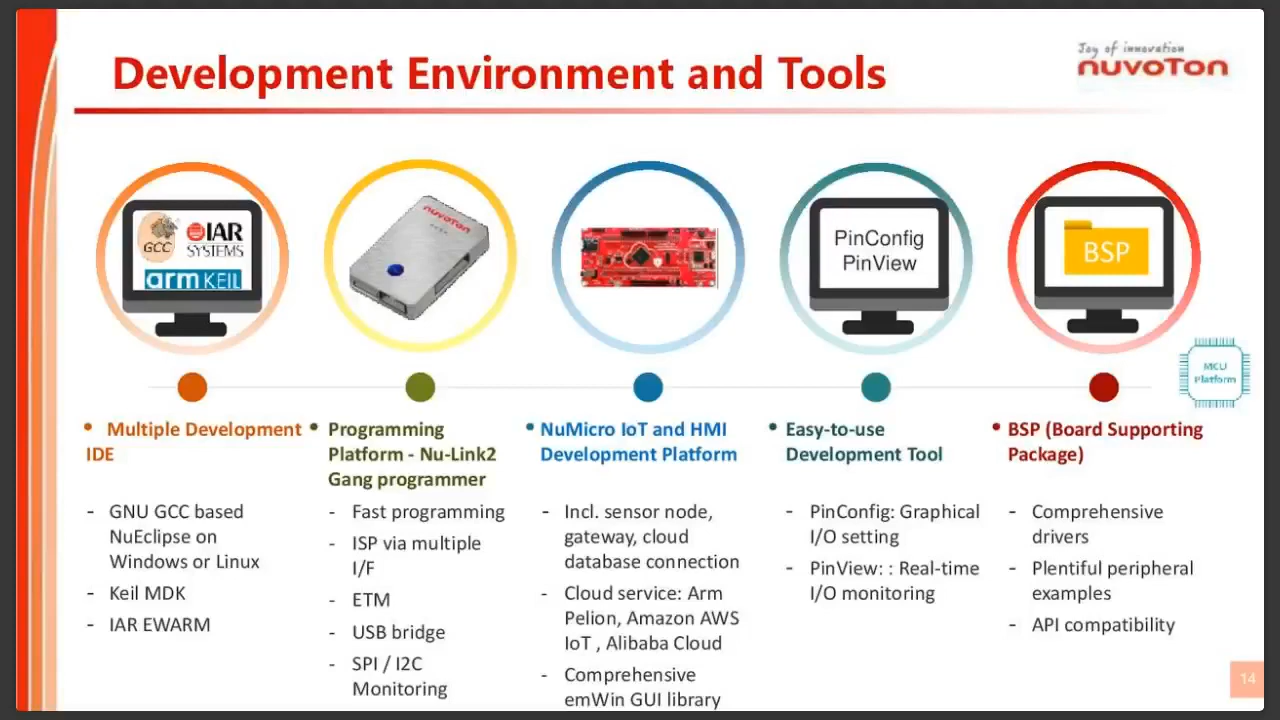 Development Environment and Tools
Joy of innovation
nuvoTon
GCC
IAR
SYSTEMS
arm KEIL
nuvoTon
PinConfig
PinView
BSP
MCU
Platform
• Multiple Development
IDE
- GNU GCC based
NuEclipse on
Windows or Linux
- Keil MDK
- IAR EWARM
• Programming
Platform - Nu-Link2
Gang programmer
- Fast programming
- ISP via multiple
I/F
- ETM
- USB bridge
- SPI / I2C
Monitoring
• NuMicro IoT and HMI
Development Platform
- Incl. sensor node,
gateway, cloud
database connection
- Cloud service: Arm
Pelion, Amazon AWS
IoT , Alibaba Cloud
- Comprehensive
emWin GUI library
• Easy-to-use
Development Tool
- PinConfig: Graphical
I/O setting
- PinView: : Real-time
I/O monitoring
• BSP (Board Supporting
Package)
- Comprehensive
drivers
- Plentiful peripheral
examples
- API compatibility
14